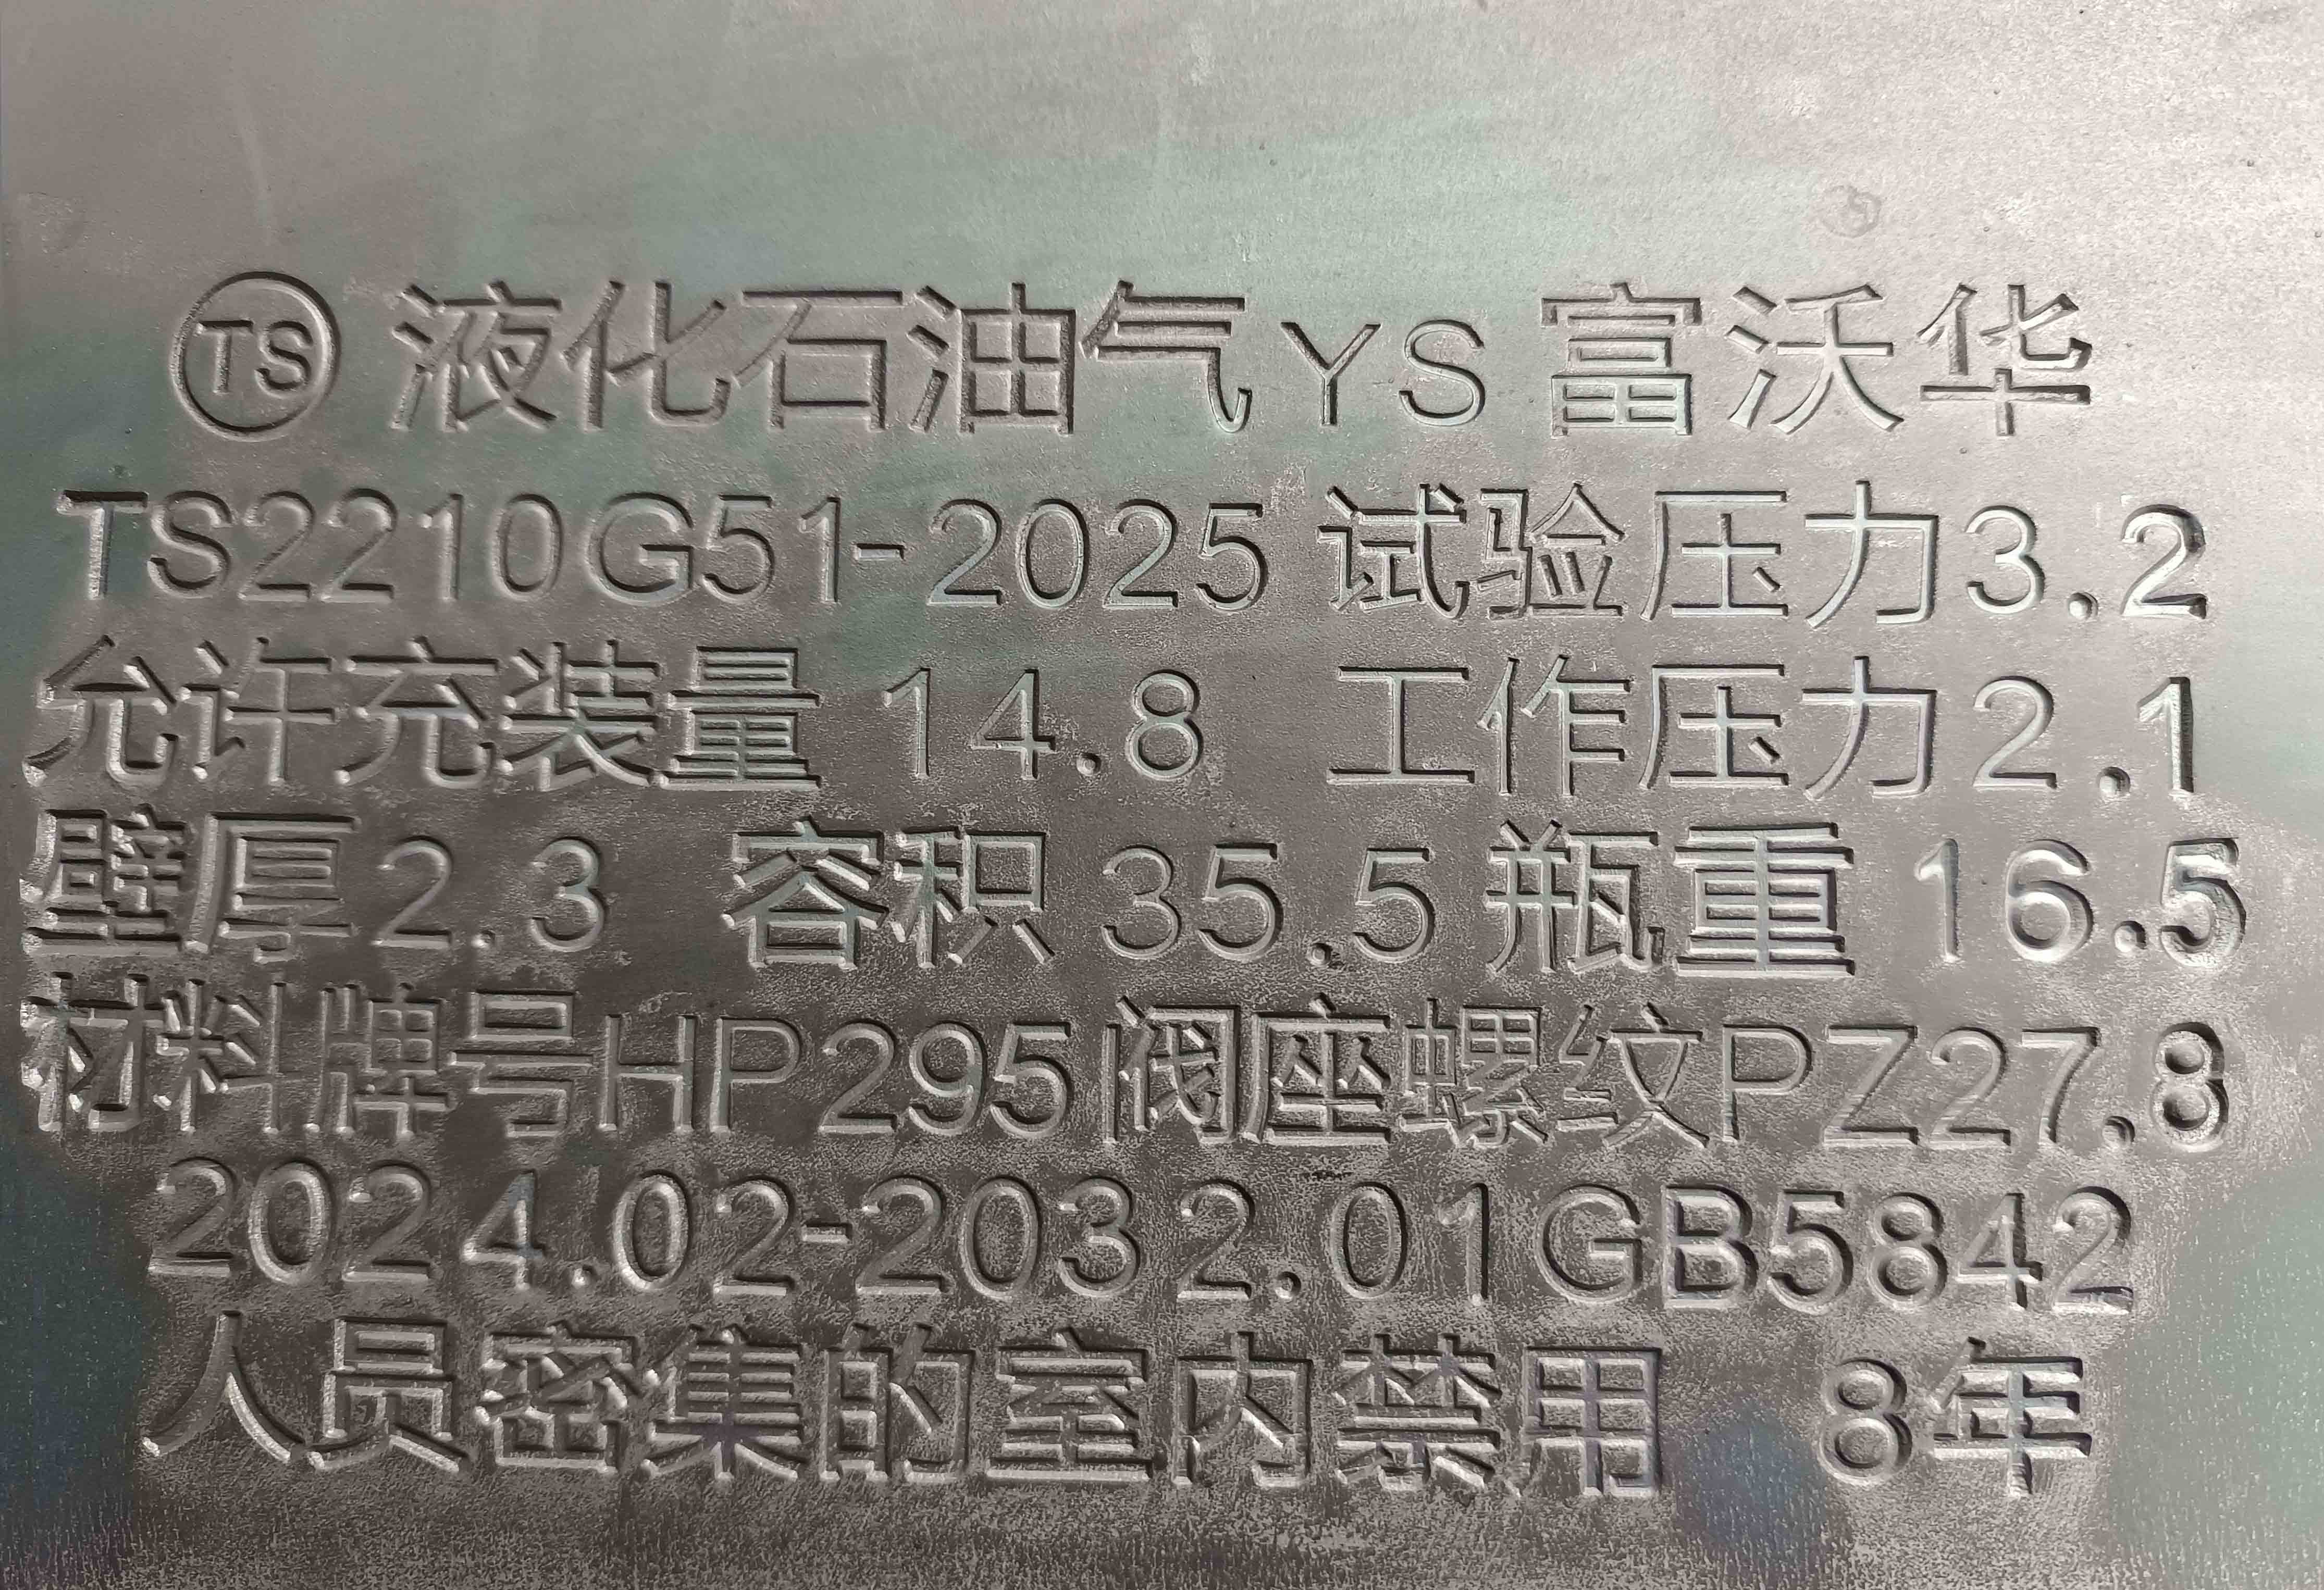 TS 液化石油气YS 富沃华
TS2210G51-2025 试验压力3.2
允许充装量 14.8 工作压力2.1
壁厚2.3 容积 35.5 瓶重 16.5
材料牌号HP295 阀座螺纹PZ27.8
2024.02-2032.01GB5842
人员密集的室内禁用 8年